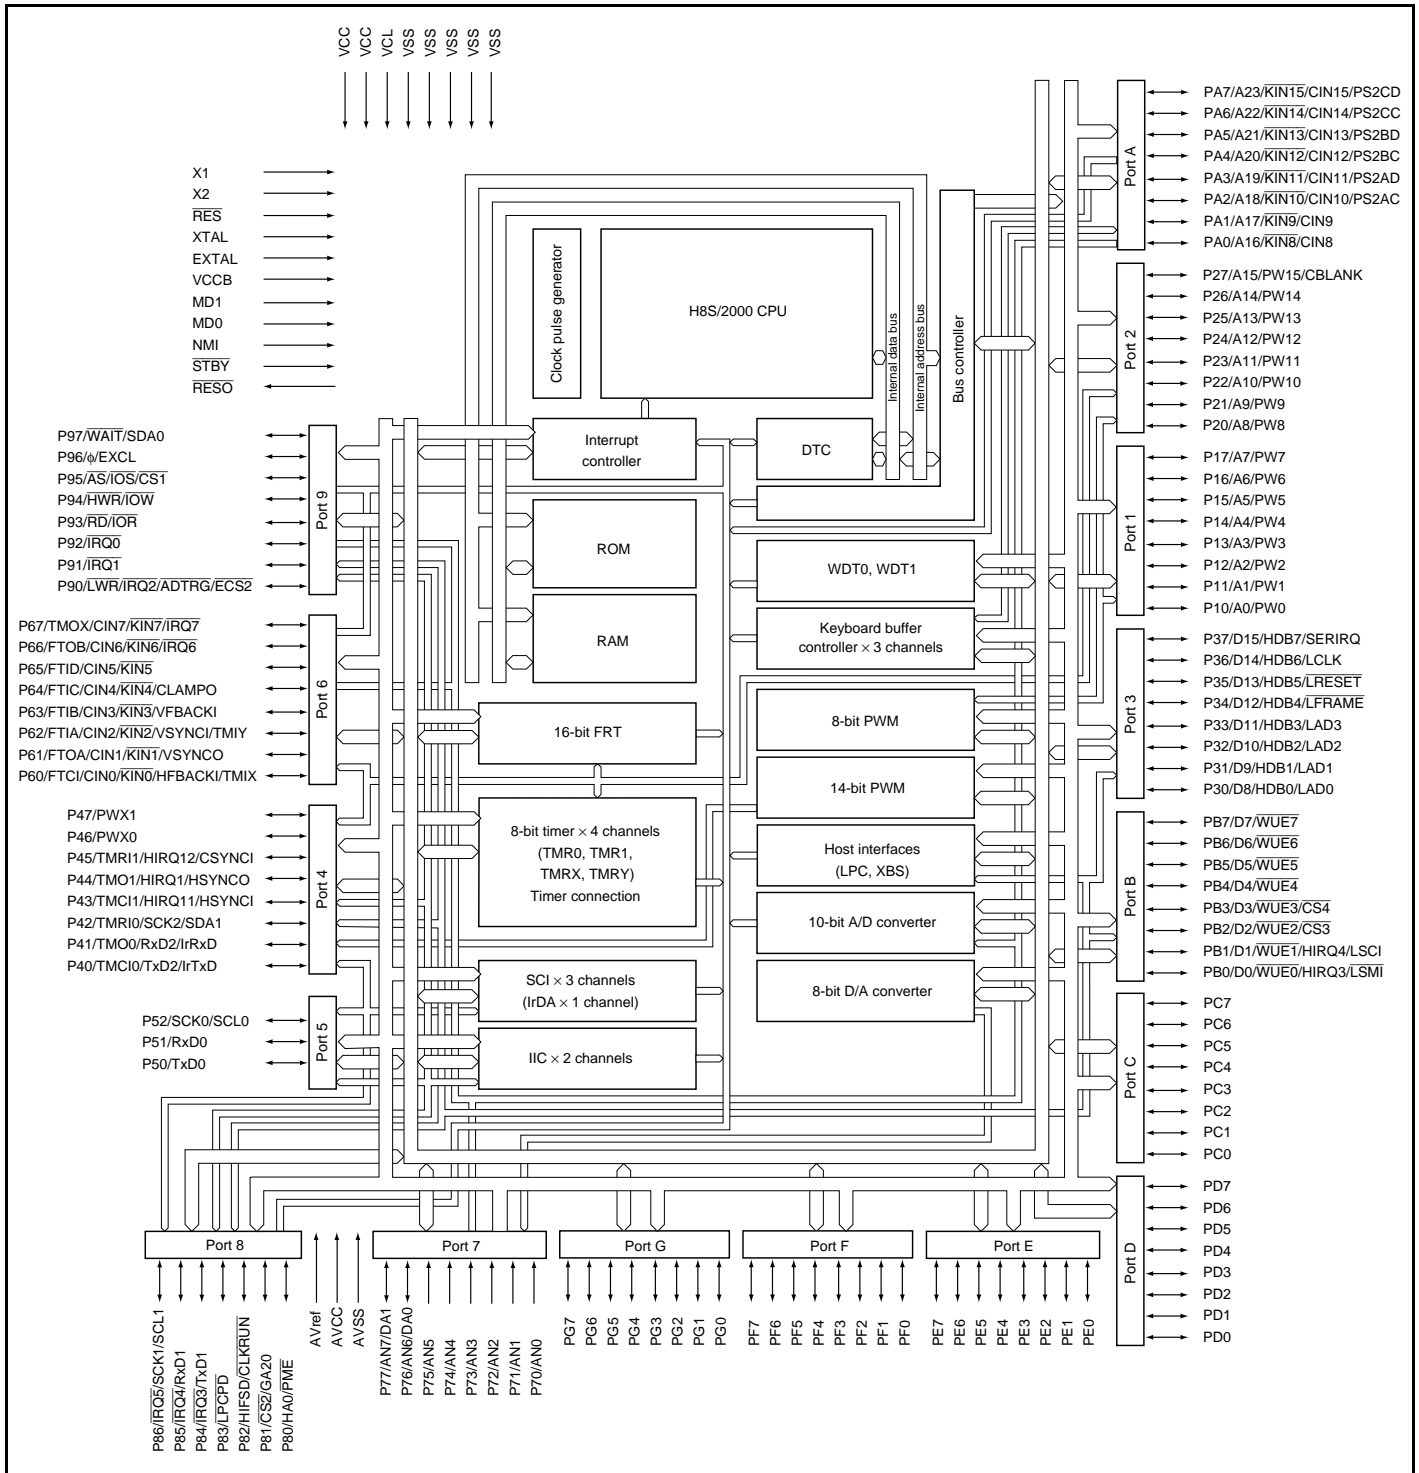 VCC
VCC
VCL
VSS
VSS
VSS
VSS
VSS
X1
X2
RES
XTAL
EXTAL
VCCB
MD1
MD0
NMI
STBY
RESO
Clock pulse generator
H8S/2000 CPU
Internal data bus
Internal address bus
Bus controller
Interrupt
controller
DTC
ROM
RAM
WDT0, WDT1
Keyboard buffer
controller × 3 channels
16-bit FRT
8-bit PWM
14-bit PWM
8-bit timer × 4 channels
(TMR0, TMR1,
TMRX, TMRY)
Timer connection
Host interfaces
(LPC, XBS)
10-bit A/D converter
SCI × 3 channels
(IrDA × 1 channel)
8-bit D/A converter
IIC × 2 channels
Port 9
P97/WAIT/SDA0
P96/ϕ/EXCL
P95/AS/IOS/CS1
P94/HWR/IOW
P93/RD/IOR
P92/IRQ0
P91/IRQ1
P90/LWR/IRQ2/ADTRG/ECS2
Port 6
P67/TMOX/CIN7/KIN7/IRQ7
P66/FTOB/CIN6/KIN6/IRQ6
P65/FTID/CIN5/KIN5
P64/FTIC/CIN4/KIN4/CLAMPO
P63/FTIB/CIN3/KIN3/VFBACKI
P62/FTIA/CIN2/KIN2/VSYNCI/TMIY
P61/FTOA/CIN1/KIN1/VSYNCO
P60/FTCI/CIN0/KIN0/HFBACKI/TMIX
Port 4
P47/PWX1
P46/PWX0
P45/TMRI1/HIRQ12/CSYNCI
P44/TMO1/HIRQ1/HSYNCO
P43/TMCI1/HIRQ11/HSYNCI
P42/TMRI0/SCK2/SDA1
P41/TMO0/RxD2/IrRxD
P40/TMCI0/TxD2/IrTxD
Port 5
P52/SCK0/SCL0
P51/RxD0
P50/TxD0
Port A
PA7/A23/KIN15/CIN15/PS2CD
PA6/A22/KIN14/CIN14/PS2CC
PA5/A21/KIN13/CIN13/PS2BD
PA4/A20/KIN12/CIN12/PS2BC
PA3/A19/KIN11/CIN11/PS2AD
PA2/A18/KIN10/CIN10/PS2AC
PA1/A17/KIN9/CIN9
PA0/A16/KIN8/CIN8
Port 2
P27/A15/PW15/CBLANK
P26/A14/PW14
P25/A13/PW13
P24/A12/PW12
P23/A11/PW11
P22/A10/PW10
P21/A9/PW9
P20/A8/PW8
Port 1
P17/A7/PW7
P16/A6/PW6
P15/A5/PW5
P14/A4/PW4
P13/A3/PW3
P12/A2/PW2
P11/A1/PW1
P10/A0/PW0
Port 3
P37/D15/HDB7/SERIRQ
P36/D14/HDB6/LCLK
P35/D13/HDB5/LRESET
P34/D12/HDB4/LFRAME
P33/D11/HDB3/LAD3
P32/D10/HDB2/LAD2
P31/D9/HDB1/LAD1
P30/D8/HDB0/LAD0
Port B
PB7/D7/WUE7
PB6/D6/WUE6
PB5/D5/WUE5
PB4/D4/WUE4
PB3/D3/WUE3/CS4
PB2/D2/WUE2/CS3
PB1/D1/WUE1/HIRQ4/LSCI
PB0/D0/WUE0/HIRQ3/LSMI
Port C
PC7
PC6
PC5
PC4
PC3
PC2
PC1
PC0
Port D
PD7
PD6
PD5
PD4
PD3
PD2
PD1
PD0
Port 8
P86/IRQ5/SCK1/SCL1
P85/IRQ4/RxD1
P84/IRQ3/TxD1
P83/LPCPD
P82/HIFSD/CLKRUN
P81/CS2/GA20
P80/HA0/PME
AVref
AVCC
AVSS
Port 7
P77/AN7/DA1
P76/AN6/DA0
P75/AN5
P74/AN4
P73/AN3
P72/AN2
P71/AN1
P70/AN0
Port G
PG7
PG6
PG5
PG4
PG3
PG2
PG1
PG0
Port F
PF7
PF6
PF5
PF4
PF3
PF2
PF1
PF0
Port E
PE7
PE6
PE5
PE4
PE3
PE2
PE1
PE0